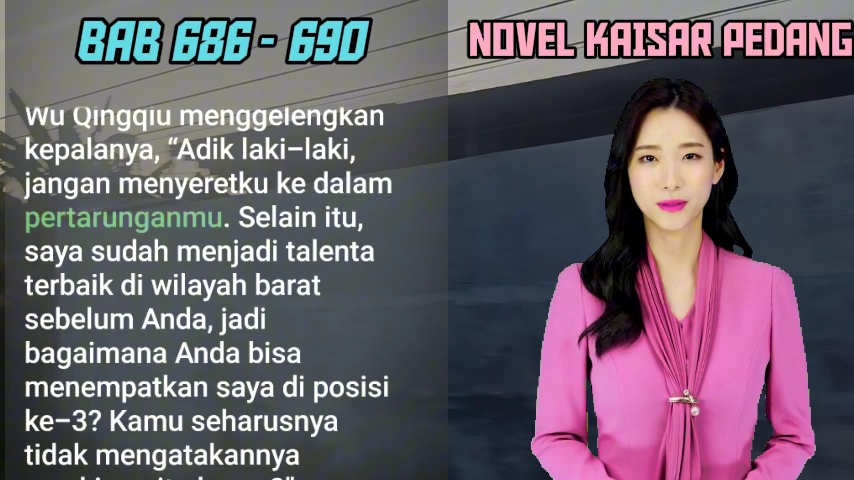 BAB 686 - 690
NOVEL KAISAR PEDANG
Wu Qingqiu menggelengkan
kepalanya, “Adik laki–laki,
jangan menyeretku ke dalam
pertarunganmu. Selain itu,
saya sudah menjadi talenta
terbaik di wilayah barat
sebelum Anda, jadi
bagaimana Anda bisa
menempatkan saya di posisi
ke–3? Kamu seharusnya
tidak mengatakannya